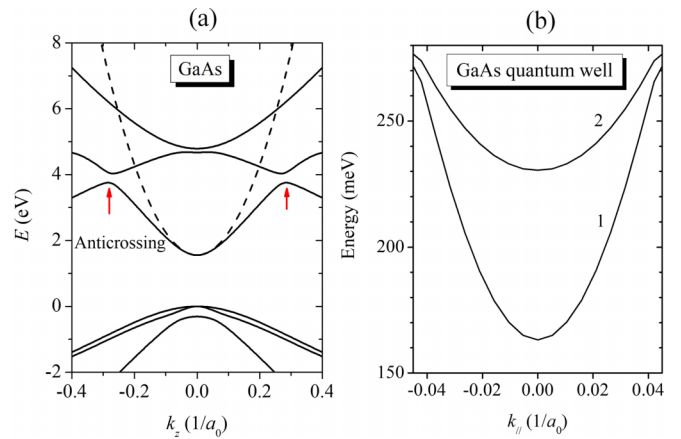 (a)
GaAs
Anticrossing
E (eV)
8
6
4
2
0
-2
-0.4
-0.2
0.0
0.2
0.4
k_z (1/a_0)
(b)
GaAs quantum well
2
1
Energy (meV)
250
200
150
-0.04
-0.02
0.00
0.02
0.04
k_// (1/a_0)